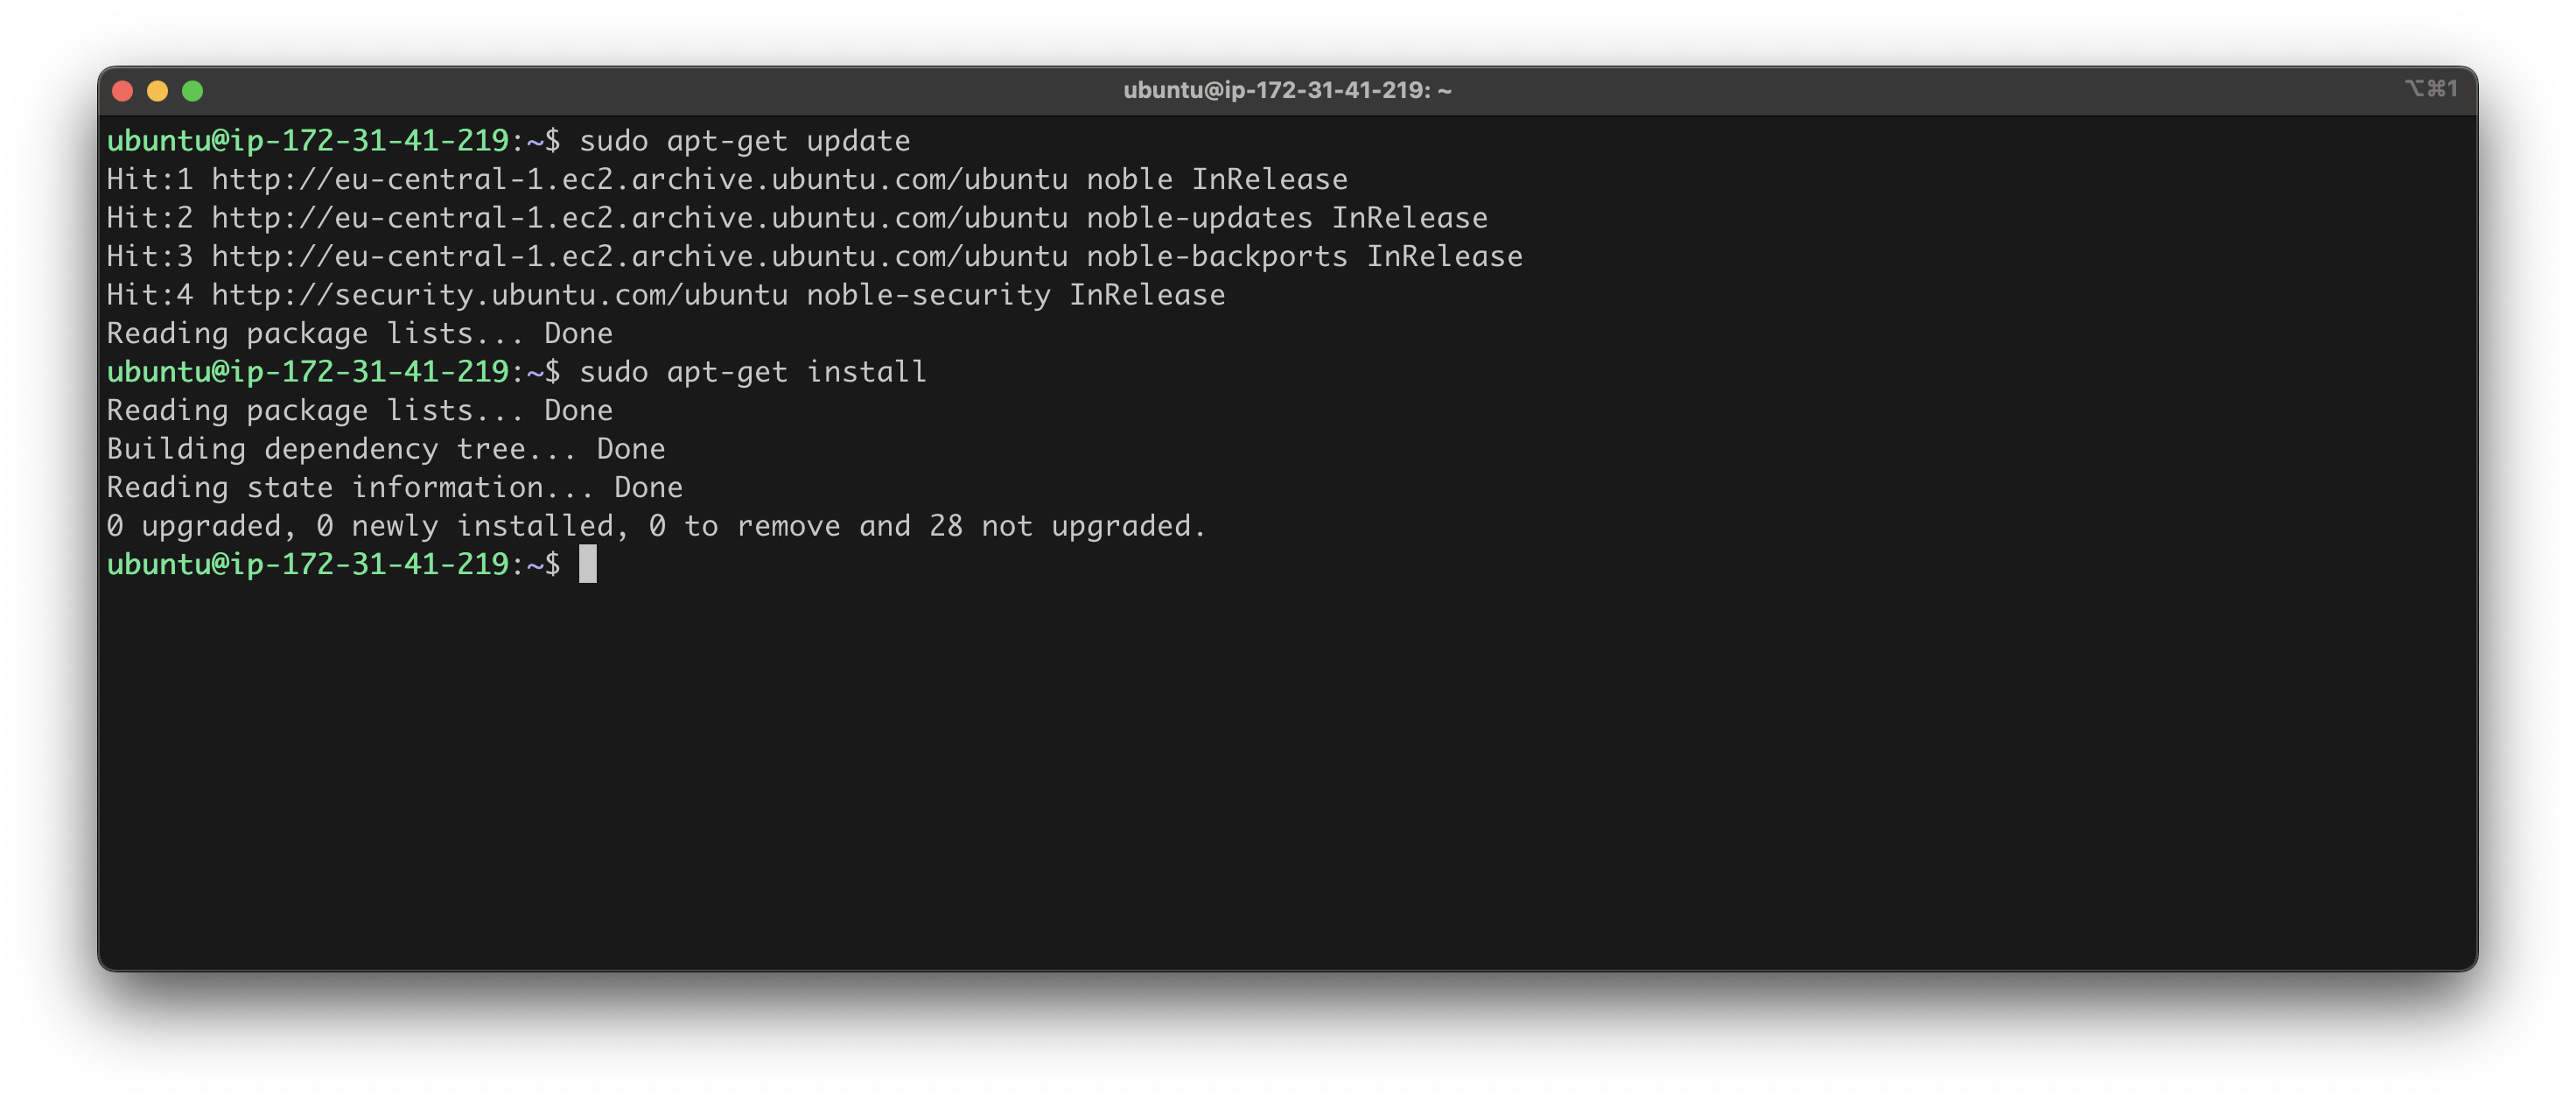 ubuntu@ip-172-31-41-219: ~
⌥⌘1
ubuntu@ip-172-31-41-219:~$ sudo apt-get update
Hit:1 http://eu-central-1.ec2.archive.ubuntu.com/ubuntu noble InRelease
Hit:2 http://eu-central-1.ec2.archive.ubuntu.com/ubuntu noble-updates InRelease
Hit:3 http://eu-central-1.ec2.archive.ubuntu.com/ubuntu noble-backports InRelease
Hit:4 http://security.ubuntu.com/ubuntu noble-security InRelease
Reading package lists... Done
ubuntu@ip-172-31-41-219:~$ sudo apt-get install
Reading package lists... Done
Building dependency tree... Done
Reading state information... Done
0 upgraded, 0 newly installed, 0 to remove and 28 not upgraded.
ubuntu@ip-172-31-41-219:~$